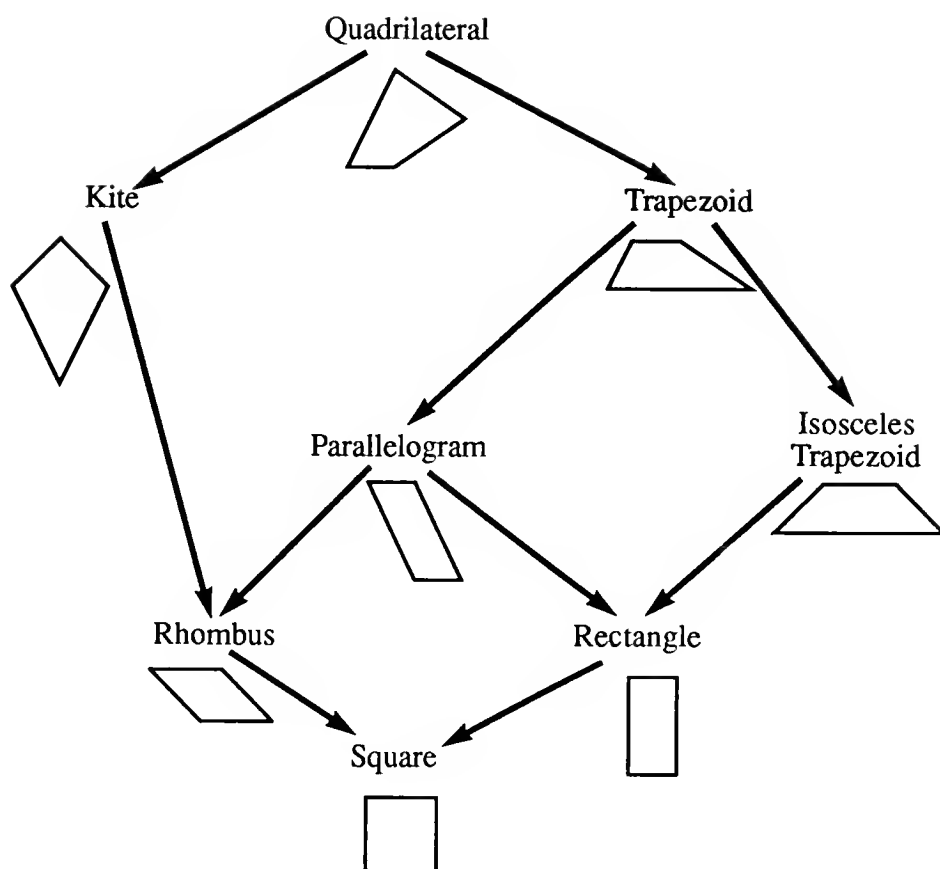 Quadrilateral
Kite
Trapezoid
Parallelogram
Isosceles
Trapezoid
Rhombus
Rectangle
Square